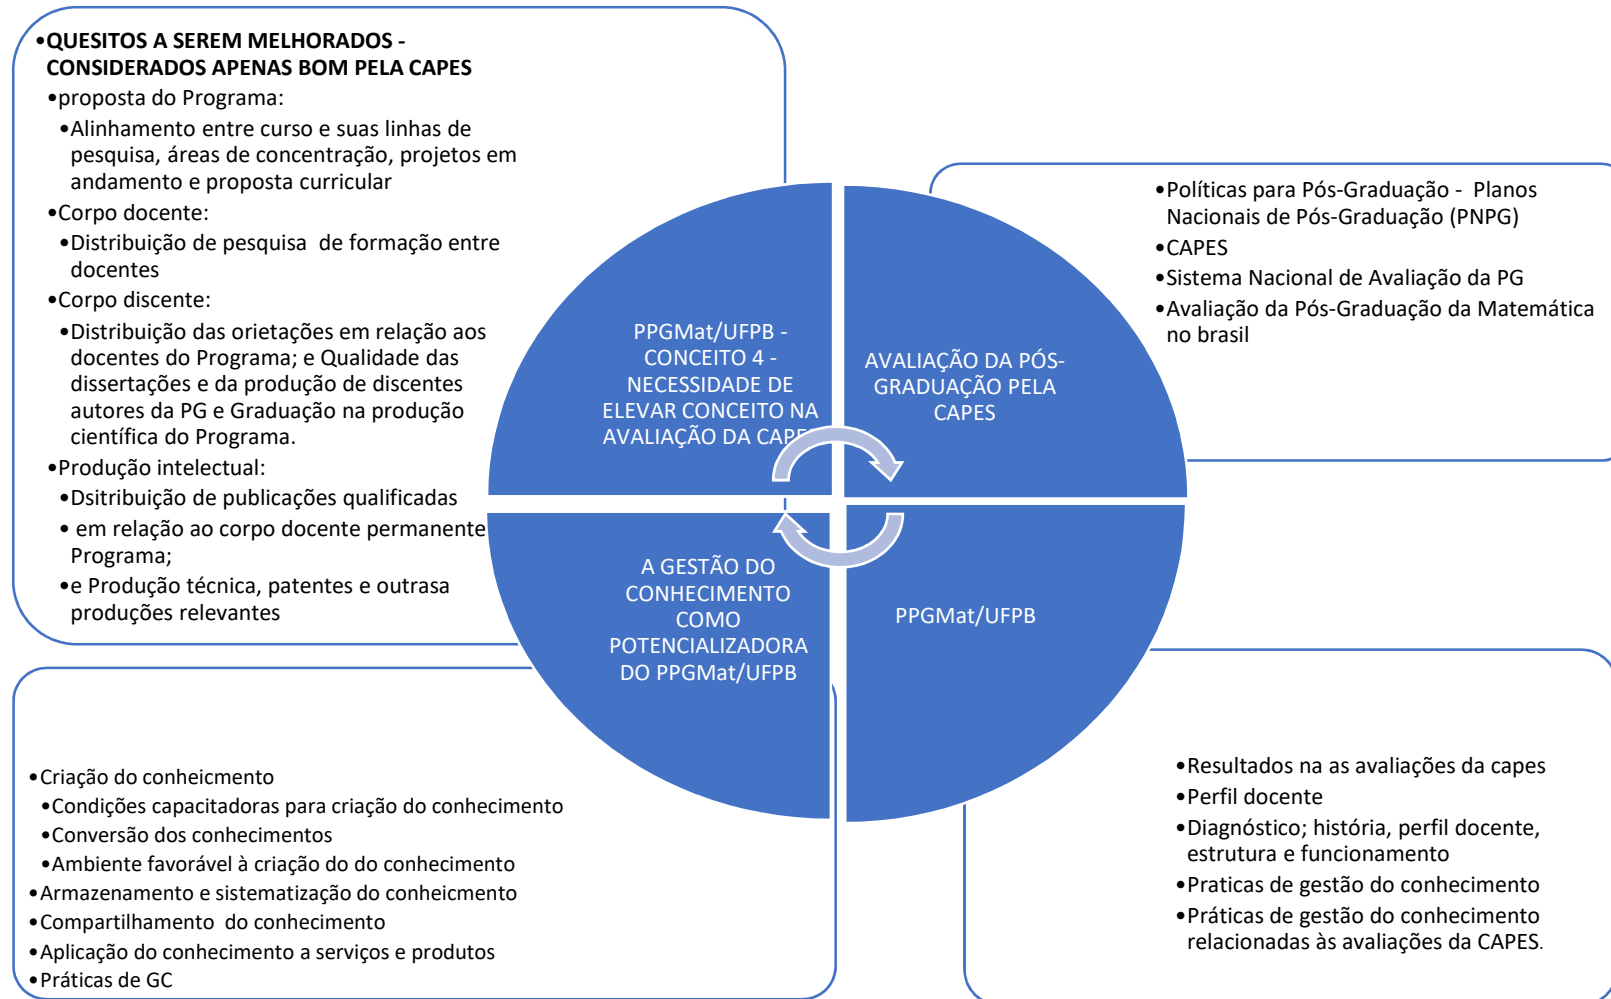 •QUESITOS A SEREM MELHORADOS -
CONSIDERADOS APENAS BOM PELA CAPES
•proposta do Programa:
•Alinhamento entre curso e suas linhas de
pesquisa, áreas de concentração, projetos em
andamento e proposta curricular
•Corpo docente:
•Distribuição de pesquisa de formação entre
docentes
•Corpo discente:
•Distribuição das orietações em relação aos
docentes do Programa; e Qualidade das
dissertações e da produção de discentes
autores da PG e Graduação na produção
científica do Programa.
•Produção intelectual:
•Dsitribuição de publicações qualificadas
• em relação ao corpo docente permanente
Programa;
•e Produção técnica, patentes e outrasa
produções relevantes
•Políticas para Pós-Graduação - Planos
Nacionais de Pós-Graduação (PNPG)
•CAPES
•Sistema Nacional de Avaliação da PG
•Avaliação da Pós-Graduação da Matemática
no brasil
PPGMat/UFPB -
CONCEITO 4 -
NECESSIDADE DE
ELEVAR CONCEITO NA
AVALIAÇÃO DA CAPES
AVALIAÇÃO DA PÓS-
GRADUAÇÃO PELA
CAPES
A GESTÃO DO
CONHECIMENTO
COMO
POTENCIALIZADORA
DO PPGMat/UFPB
PPGMat/UFPB
•Criação do conheicmento
•Condições capacitadoras para criação do conhecimento
•Conversão dos conhecimentos
•Ambiente favorável à criação do do conhecimento
•Armazenamento e sistematização do conheicmento
•Compartilhamento do conhecimento
•Aplicação do conhecimento a serviços e produtos
•Práticas de GC
•Resultados na as avaliações da capes
•Perfil docente
•Diagnóstico; história, perfil docente,
estrutura e funcionamento
•Praticas de gestão do conhecimento
•Práticas de gestão do conhecimento
relacionadas às avaliações da CAPES.